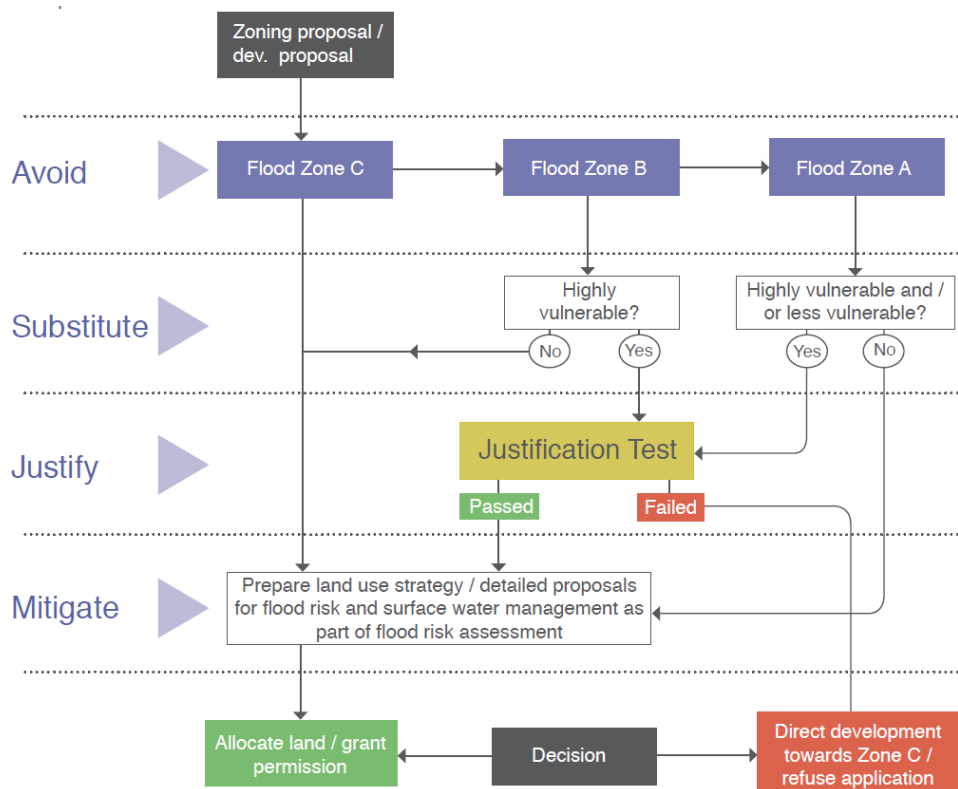 Zoning proposal /
dev. proposal
Avoid
Flood Zone C
Flood Zone B
Flood Zone A
Substitute
Highly
vulnerable?
Highly vulnerable and /
or less vulnerable?
No
Yes
Yes
No
Justify
Justification Test
Passed
Failed
Mitigate
Prepare land use strategy / detailed proposals
for flood risk and surface water management as
part of flood risk assessment
Allocate land / grant
permission
Decision
Direct development
towards Zone C /
refuse application